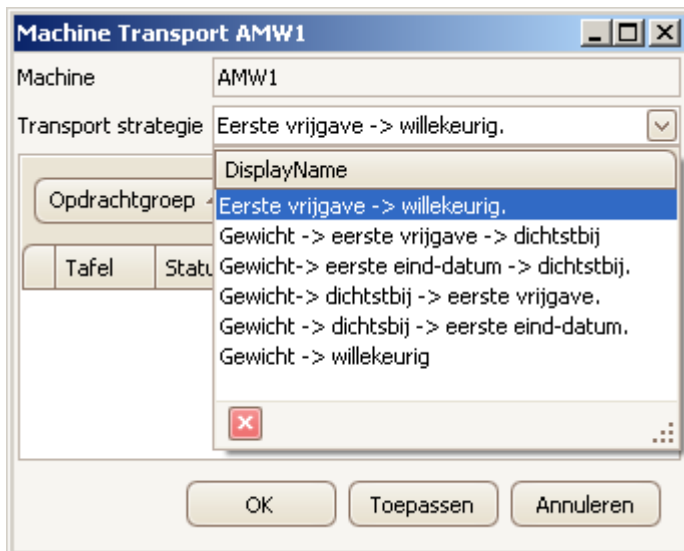 Machine Transport AMW1
Machine AMW1
Transport strategie Eerste vrijgave -> willekeurig.
DisplayName
Opdrachtgroep
Eerste vrijgave -> willekeurig.
Gewicht -> eerste vrijgave -> dichtstbij
Gewicht-> eerste eind-datum -> dichtstbij.
Tafel Statu
Gewicht-> dichtstbij -> eerste vrijgave.
Gewicht -> dichtsbij -> eerste eind-datum.
Gewicht -> willekeurig
OK Toepassen Annuleren